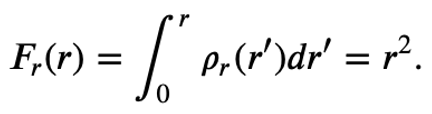 F_r(r) = \int_0^r \rho_r(r')dr' = r^2.